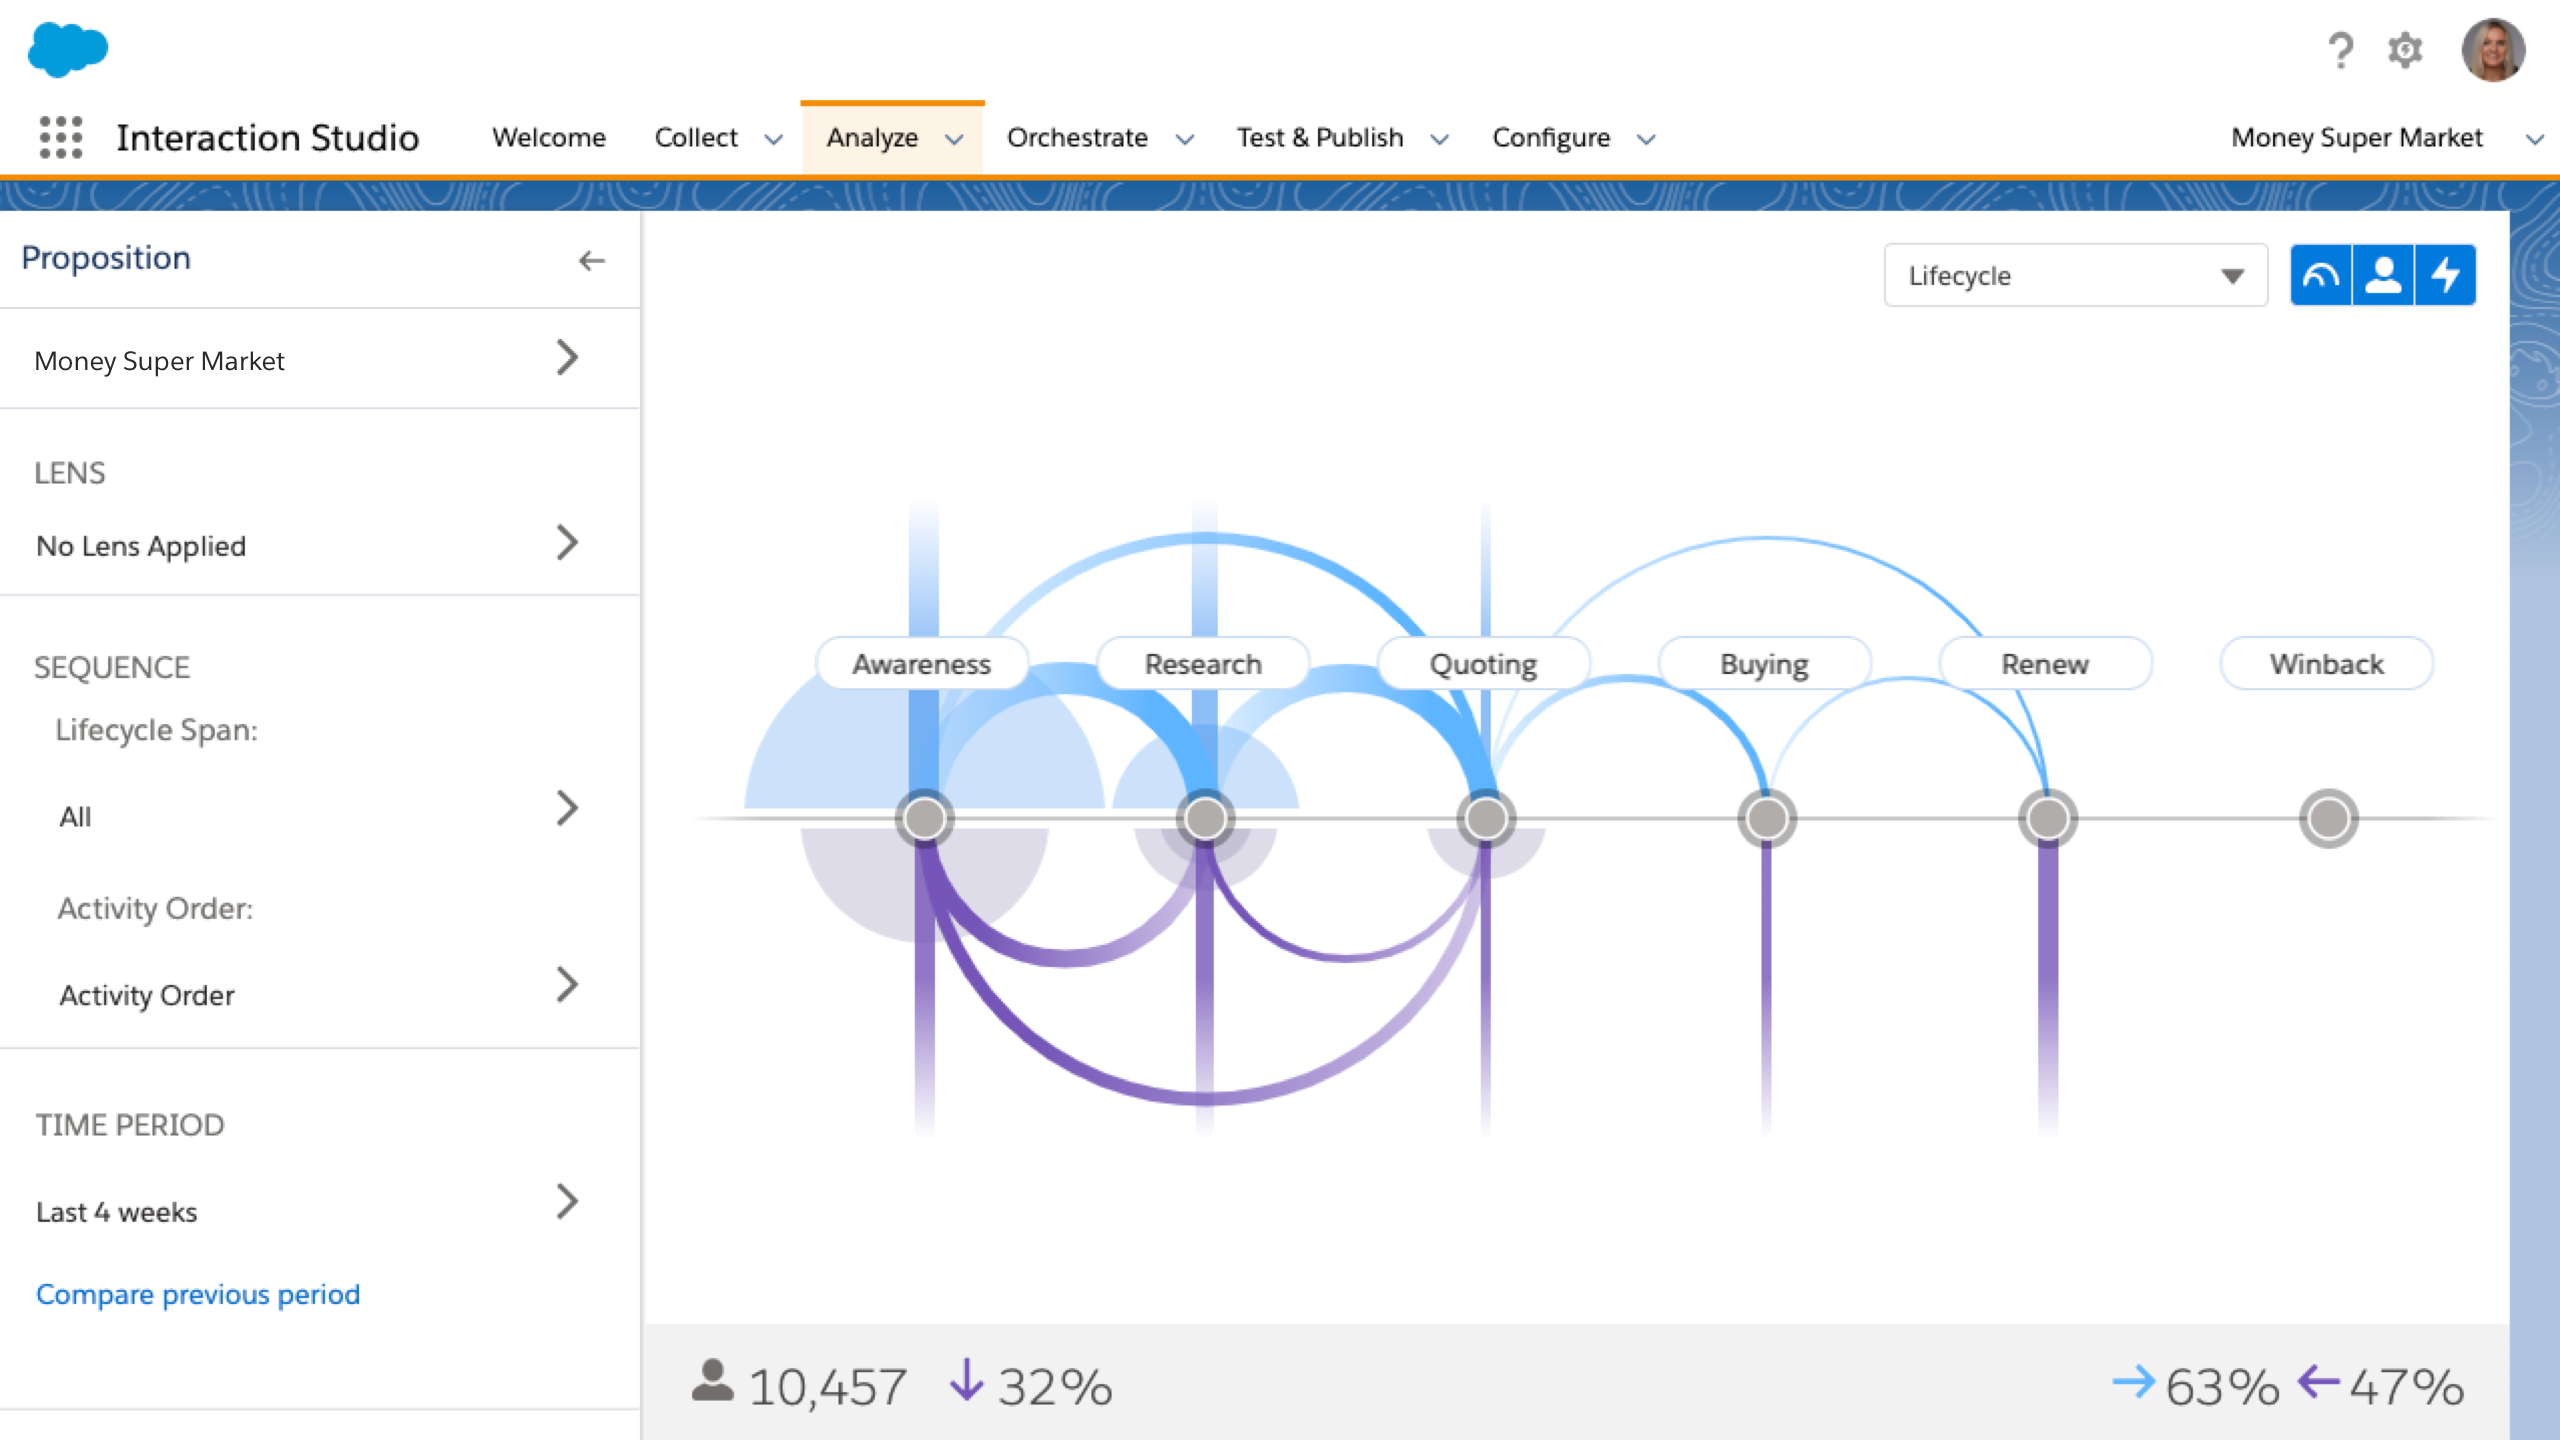 Interaction Studio
Welcome
Collect
Analyze
Orchestrate
Test & Publish
Configure
Money Super Market
Proposition
Money Super Market
LENS
No Lens Applied
SEQUENCE
Lifecycle Span:
All
Activity Order:
Activity Order
TIME PERIOD
Last 4 weeks
Compare previous period
Lifecycle
Awareness
Research
Quoting
Buying
Renew
Winback
10,457
32%
63%
47%